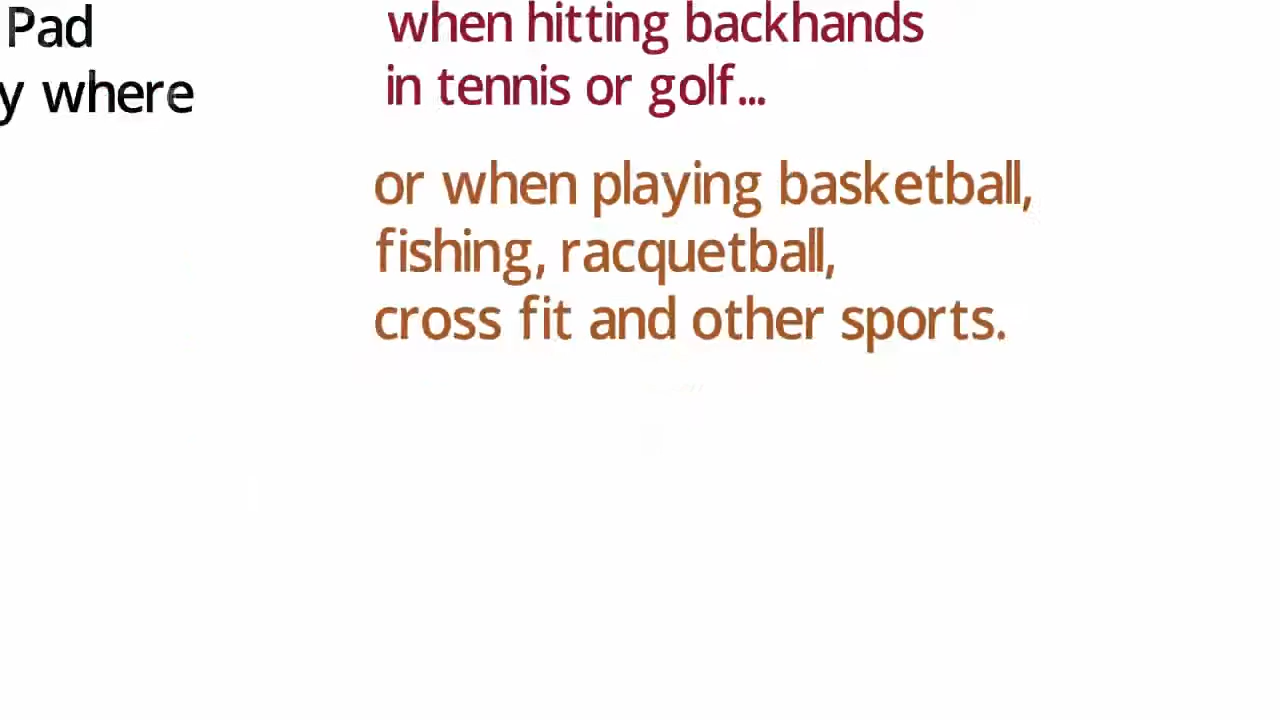 Pad
y where
when hitting backhands
in tennis or golf...
or when playing basketball,
fishing, racquetball,
cross fit and other sports.